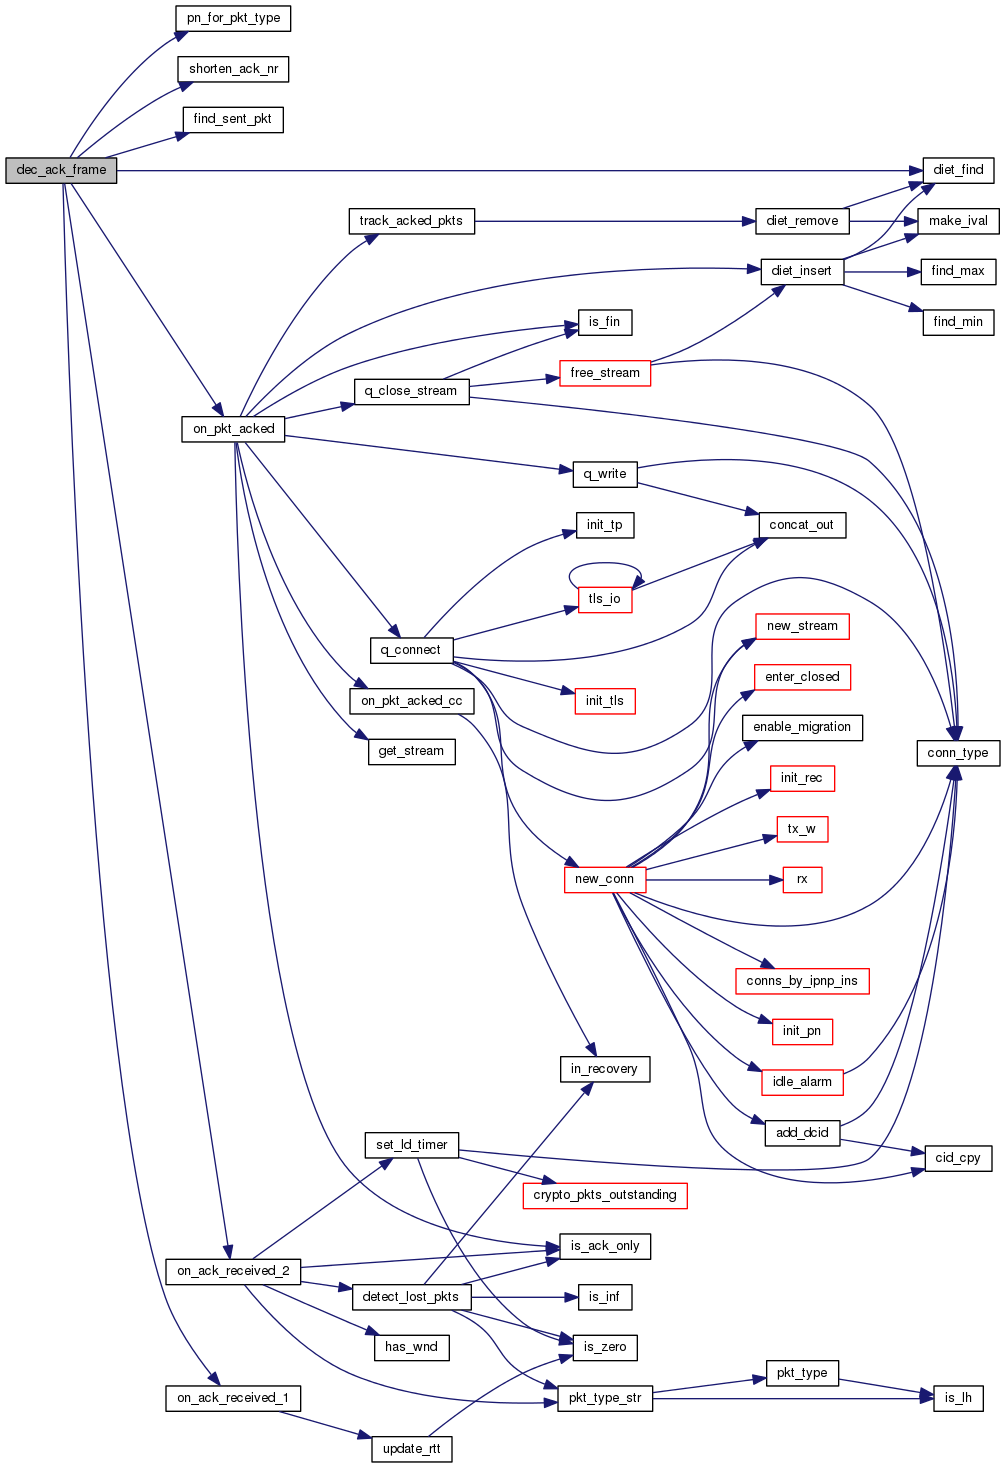 pn_for_pkt_type
shorten_ack_nr
find_sent_pkt
dec_ack_frame
diet_find
track_acked_pkts
diet_remove
make_ival
diet_insert
find_max
is_fin
find_min
free_stream
q_close_stream
on_pkt_acked
q_write
init_tp
concat_out
tls_io
new_stream
q_connect
enter_closed
on_pkt_acked_cc
init_tls
enable_migration
get_stream
conn_type
init_rec
tx_w
new_conn
rx
conns_by_ipnp_ins
init_pn
in_recovery
idle_alarm
add_dcid
set_ld_timer
cid_cpy
crypto_pkts_outstanding
is_ack_only
on_ack_received_2
detect_lost_pkts
is_inf
has_wnd
is_zero
pkt_type
on_ack_received_1
pkt_type_str
is_lh
update_rtt